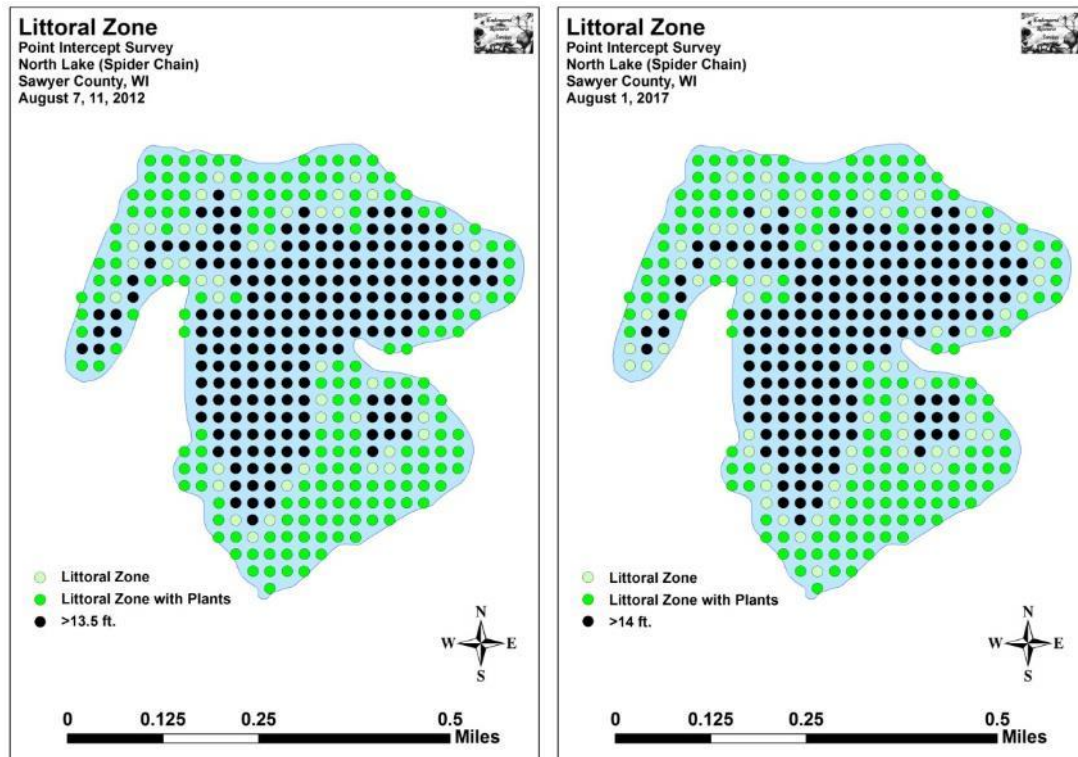 Littoral Zone
Point Intercept Survey
North Lake (Spider Chain)
Sawyer County, WI
August 7, 11, 2012
Littoral Zone
Littoral Zone with Plants
>13.5 ft.
N
W E
S
0 0.125 0.25 0.5
Miles
Littoral Zone
Point Intercept Survey
North Lake (Spider Chain)
Sawyer County, WI
August 1, 2017
Littoral Zone
Littoral Zone with Plants
>14 ft.
N
W E
S
0 0.125 0.25 0.5
Miles